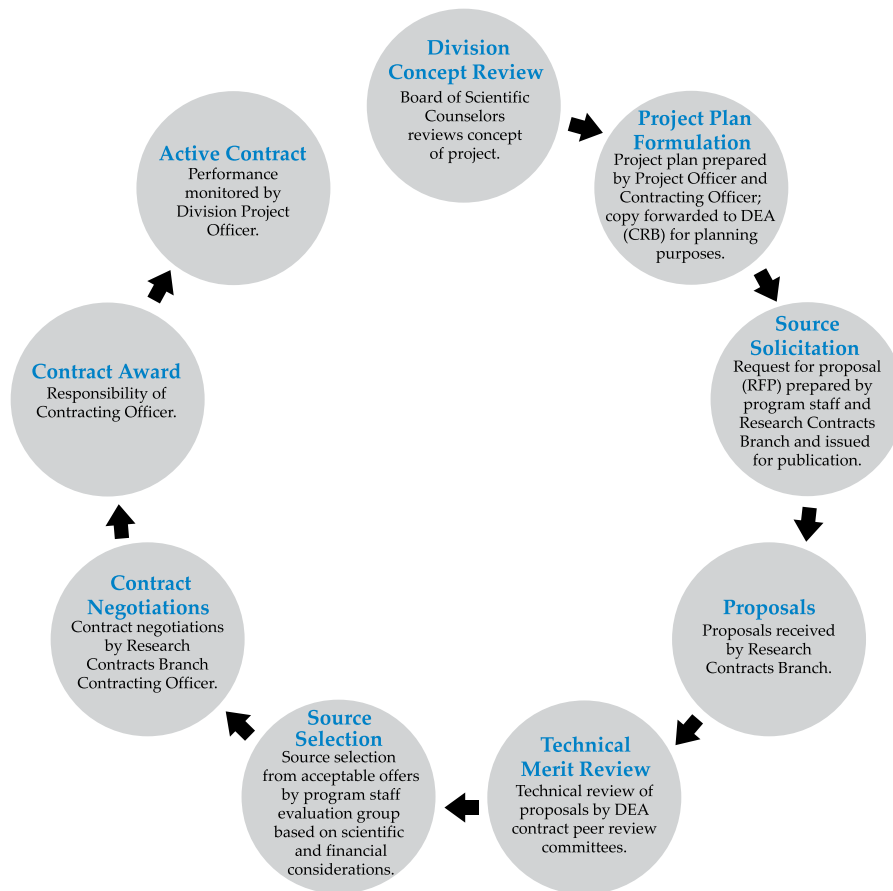 Division
Concept Review
Board of Scientific
Counselors
reviews concept
of project.
Project Plan
Formulation
Project plan prepared
by Project Officer and
Contracting Officer;
copy forwarded to DEA
(CRB) for planning
purposes.
Source
Solicitation
Request for proposal
(RFP) prepared by
program staff and
Research Contracts
Branch and issued
for publication.
Proposals
Proposals received
by Research
Contracts Branch.
Technical
Merit Review
Technical review of
proposals by DEA
contract peer review
committees.
Source
Selection
Source selection
from acceptable offers
by program staff
evaluation group
based on scientific
and financial
considerations.
Contract
Negotiations
Contract negotiations
by Research
Contracts Branch
Contracting Officer.
Contract Award
Responsibility of
Contracting Officer.
Active Contract
Performance
monitored by
Division Project
Officer.